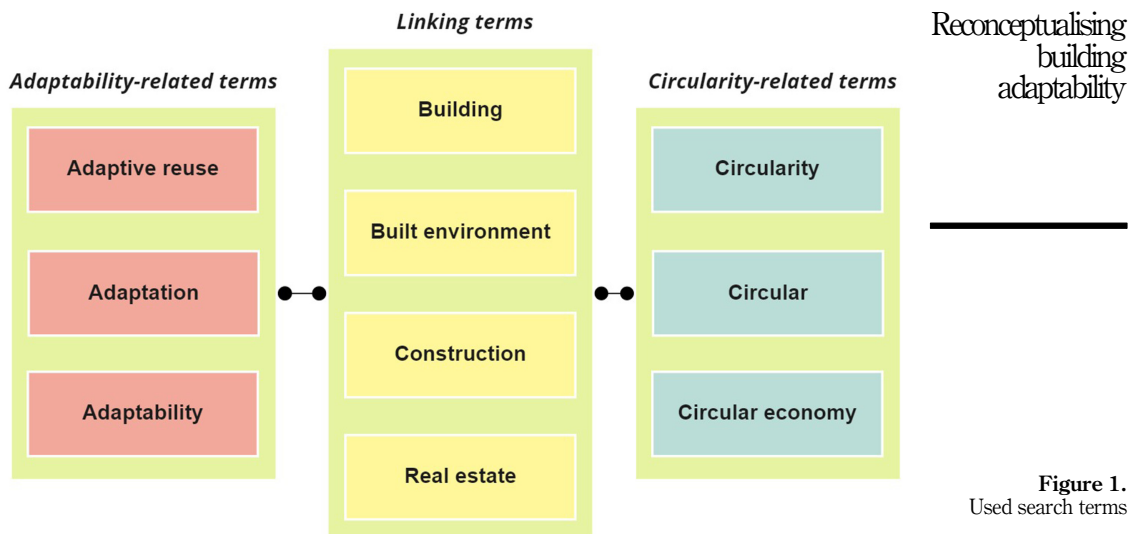 Reconceptualising
building
adaptability
Adaptability-related terms
Adaptive reuse
Adaptation
Adaptability
Linking terms
Building
Built environment
Construction
Real estate
Circularity-related terms
Circularity
Circular
Circular economy
Figure 1.
Used search terms